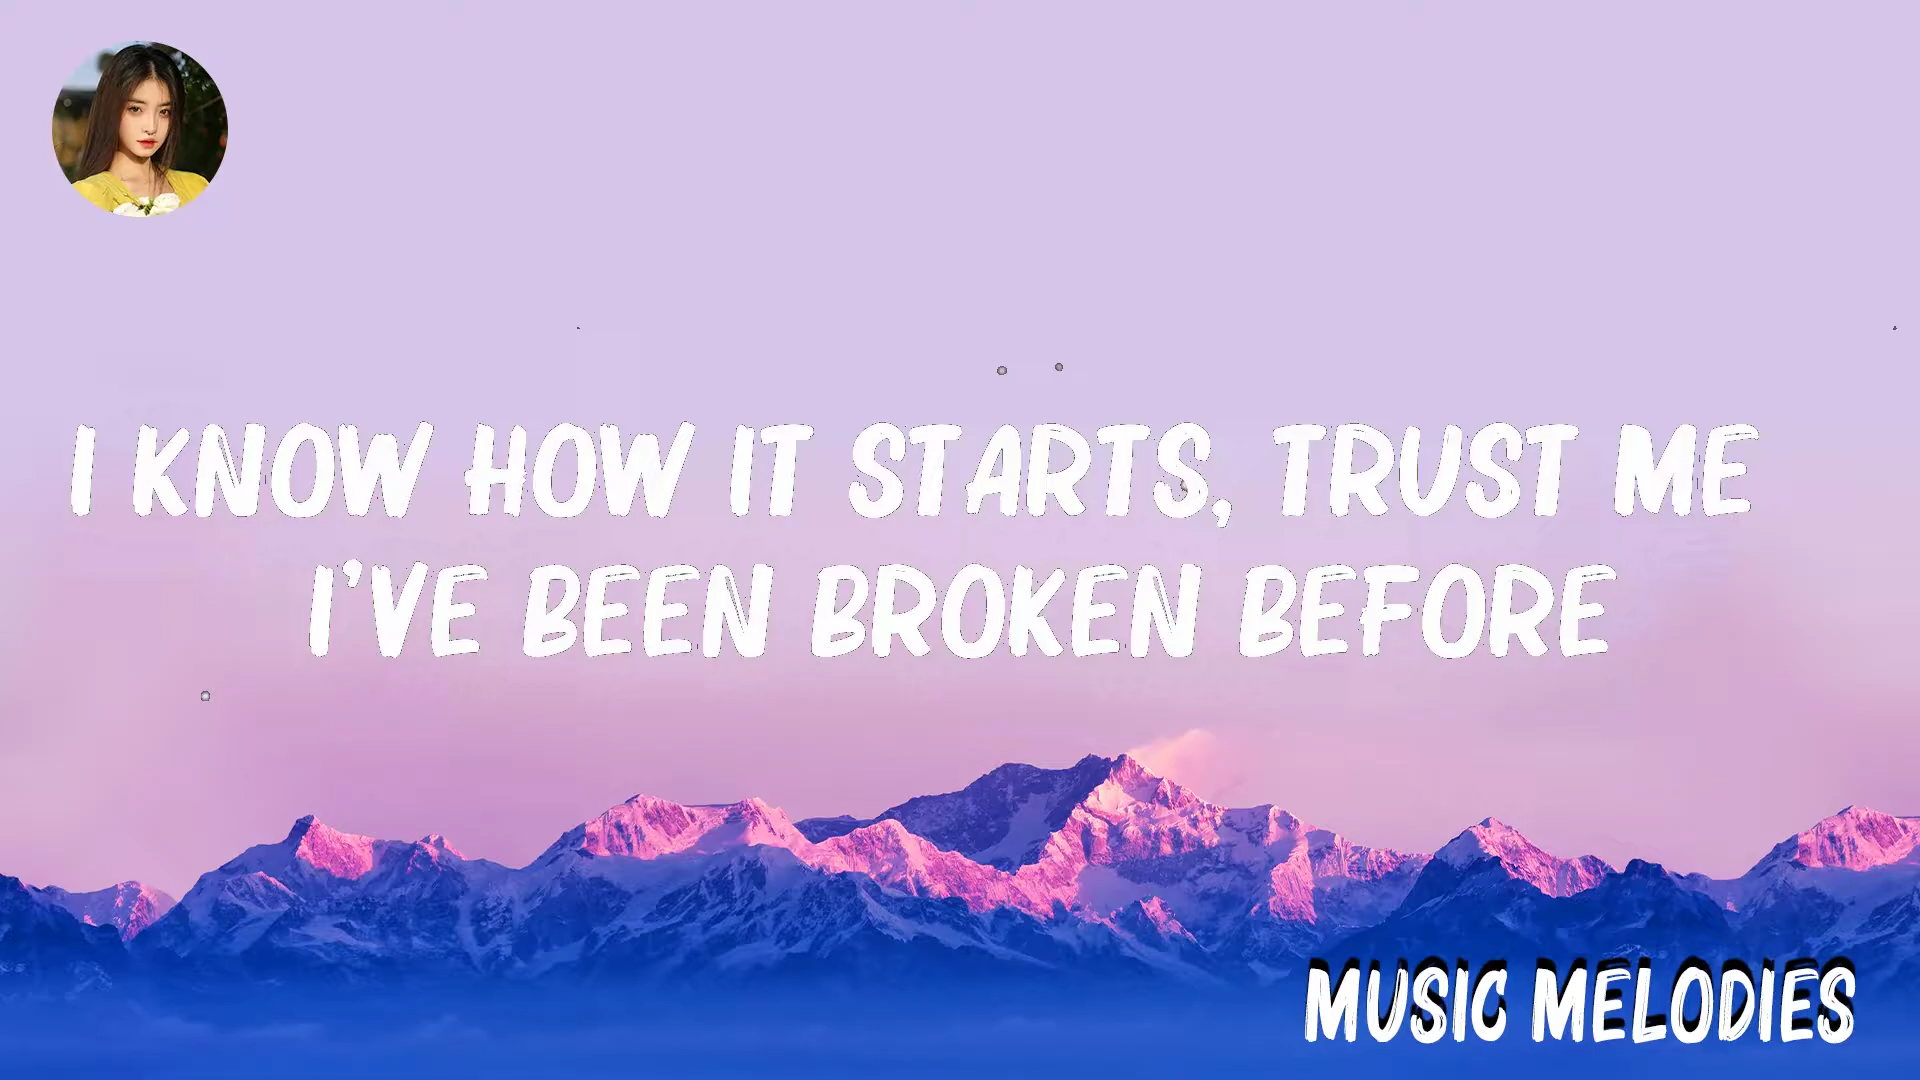 I KNOW HOW IT STARTS, TRUST ME
I'VE BEEN BROKEN BEFORE
MUSIC MELODIES